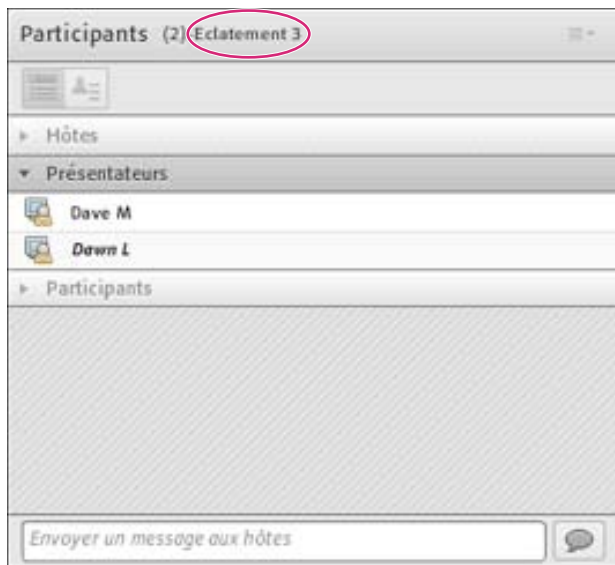 Participants (2) Eclatement 3
Hôtes
Présentateurs
Dave M
Dawn L
Participants
Envoyer un message aux hôtes